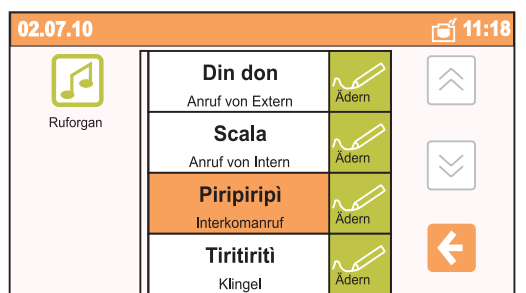 02.07.10 11:18
Ruforgan
Din don
Anruf von Extern
Ädern
Scala
Anruf von Intern
Ädern
Piripiripì
Interkomanruf
Ädern
Tiritiritì
Klingel
Ädern